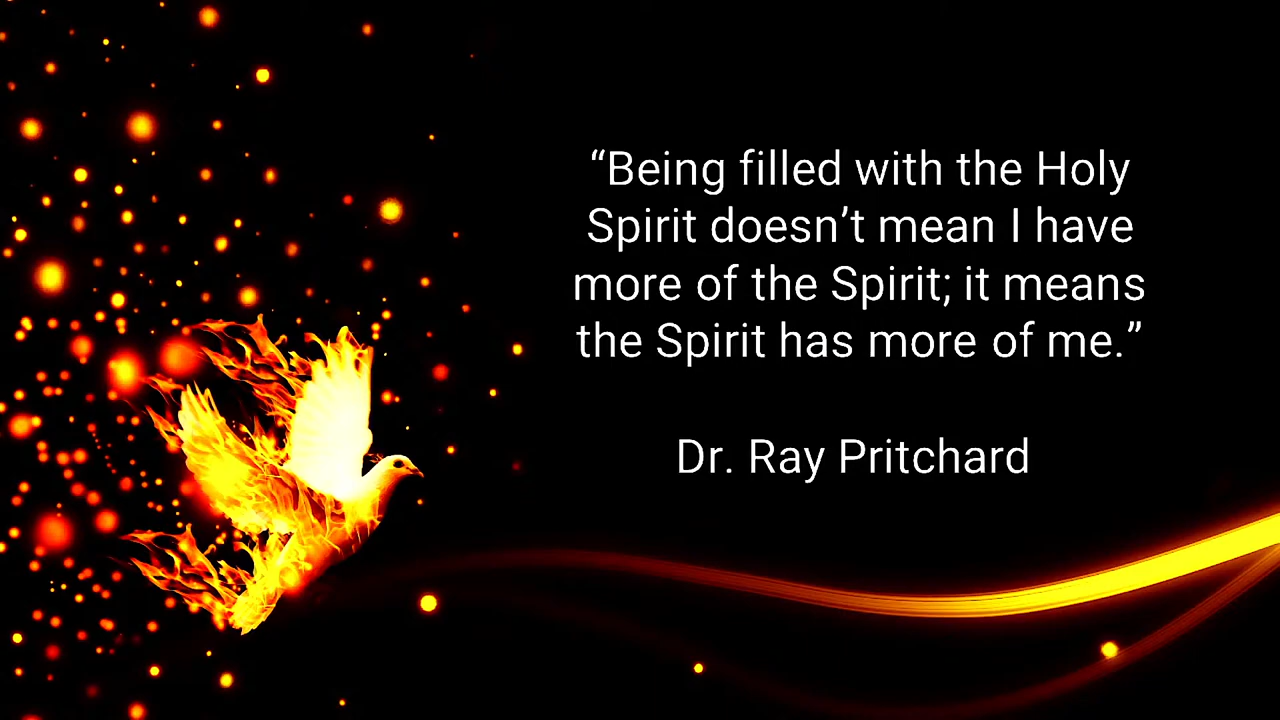 “Being filled with the Holy
Spirit doesn’t mean I have
more of the Spirit; it means
the Spirit has more of me.”
Dr. Ray Pritchard